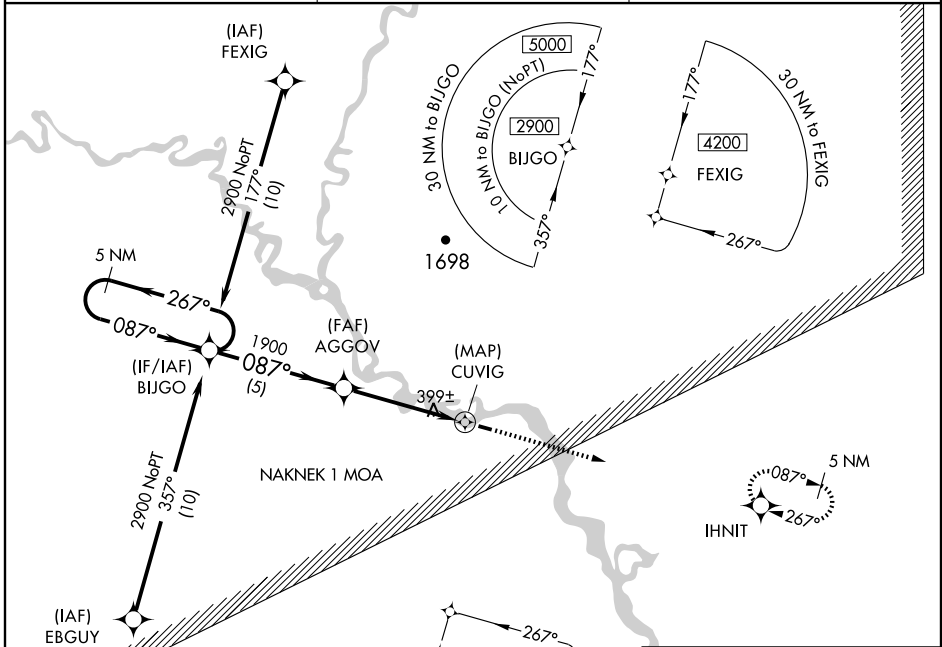 (IAF)
FEXIG
2900 NoPT
177°
(10)
5 NM
267°
087°
(IF/IAF)
BIJGO
1900
087°
(5)
(FAF)
AGGOV
(MAP)
CUVIG
399±
2900 NoPT
357°
(10)
(IAF)
EBGUY
NAKNEK 1 MOA
30 NM to BIJGO
5000
10 NM to BIJGO (NoPT)
177°
2900
BIJGO
357°
1698
177°
30 NM to FEXIG
4200
FEXIG
267°
087°
5 NM
267°
IHNIT
267°